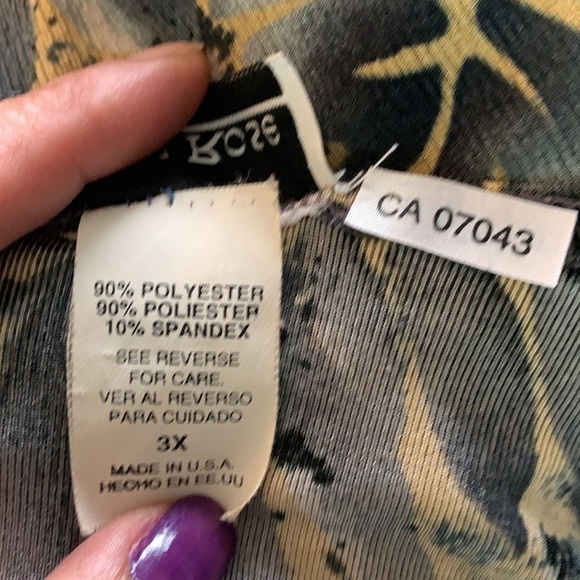 Rose
CA 07043
90% POLYESTER
90% POLIESTER
10% SPANDEX
SEE REVERSE
FOR CARE.
VER AL REVERSO
PARA CUIDADO
3X
MADE IN U.S.A.
HECHO EN EE.UU